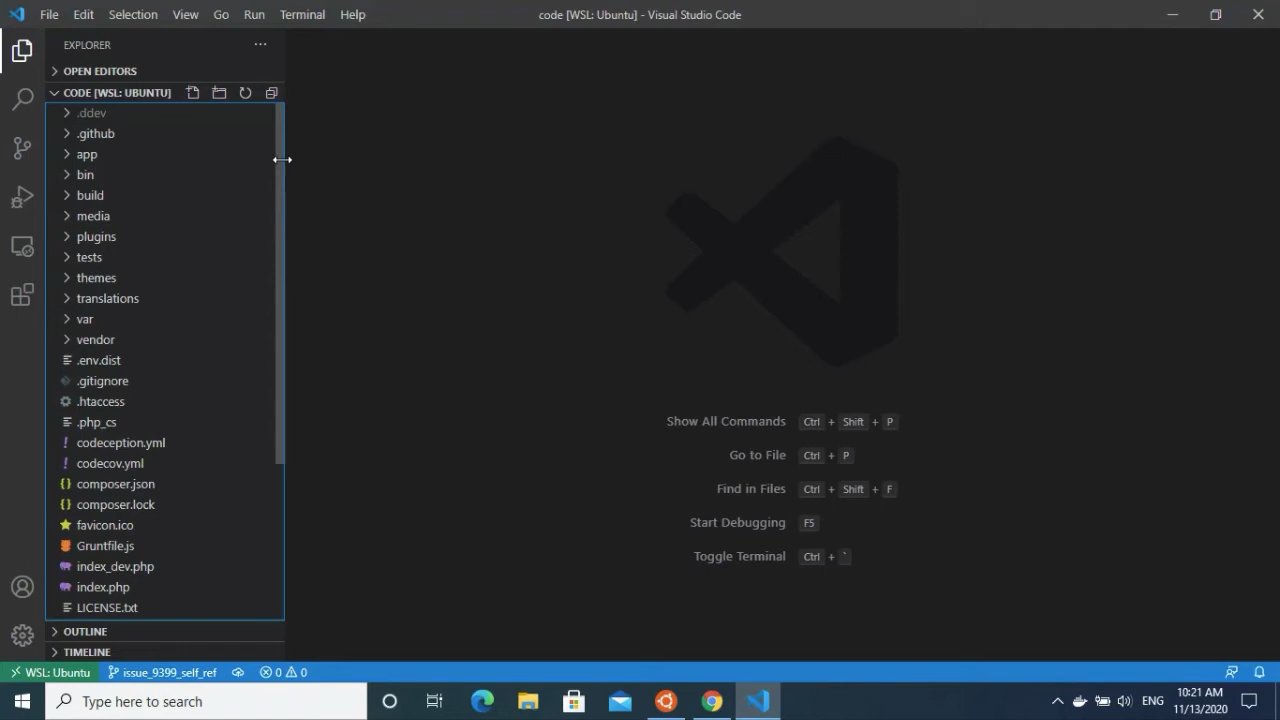 File Edit Selection View Go Run Terminal Help code [WSL: Ubuntu] - Visual Studio Code
EXPLORER
OPEN EDITORS
CODE [WSL: UBUNTU]
.ddev
.github
app
bin
build
media
plugins
tests
themes
translations
var
vendor
.env.dist
.gitignore
.htaccess
.php_cs
! codeception.yml
! codecov.yml
{} composer.json
{} composer.lock
favicon.ico
Gruntfile.js
index_dev.php
index.php
LICENSE.txt
OUTLINE
TIMELINE
Show All Commands Ctrl + Shift + P
Go to File Ctrl + P
Find in Files Ctrl + Shift + F
Start Debugging F5
Toggle Terminal Ctrl + `
WSL: Ubuntu issue_9399_self_ref 0 0
Type here to search
ENG
10:21 AM
11/13/2020